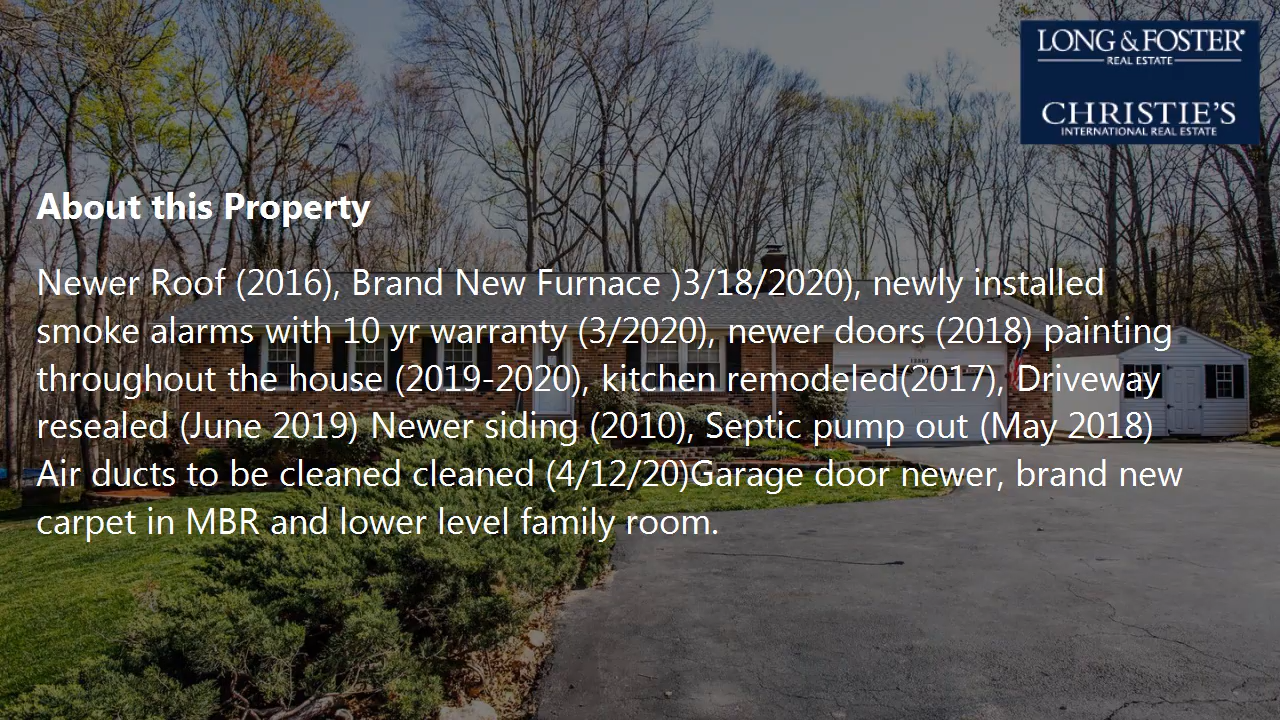 LONG & FOSTER®
REAL ESTATE
CHRISTIE'S
INTERNATIONAL REAL ESTATE
About this Property
Newer Roof (2016), Brand New Furnace )3/18/2020), newly installed
smoke alarms with 10 yr warranty (3/2020), newer doors (2018) painting
throughout the house (2019-2020), kitchen remodeled(2017), Driveway
resealed (June 2019) Newer siding (2010), Septic pump out (May 2018)
Air ducts to be cleaned cleaned (4/12/20)Garage door newer, brand new
carpet in MBR and lower level family room.